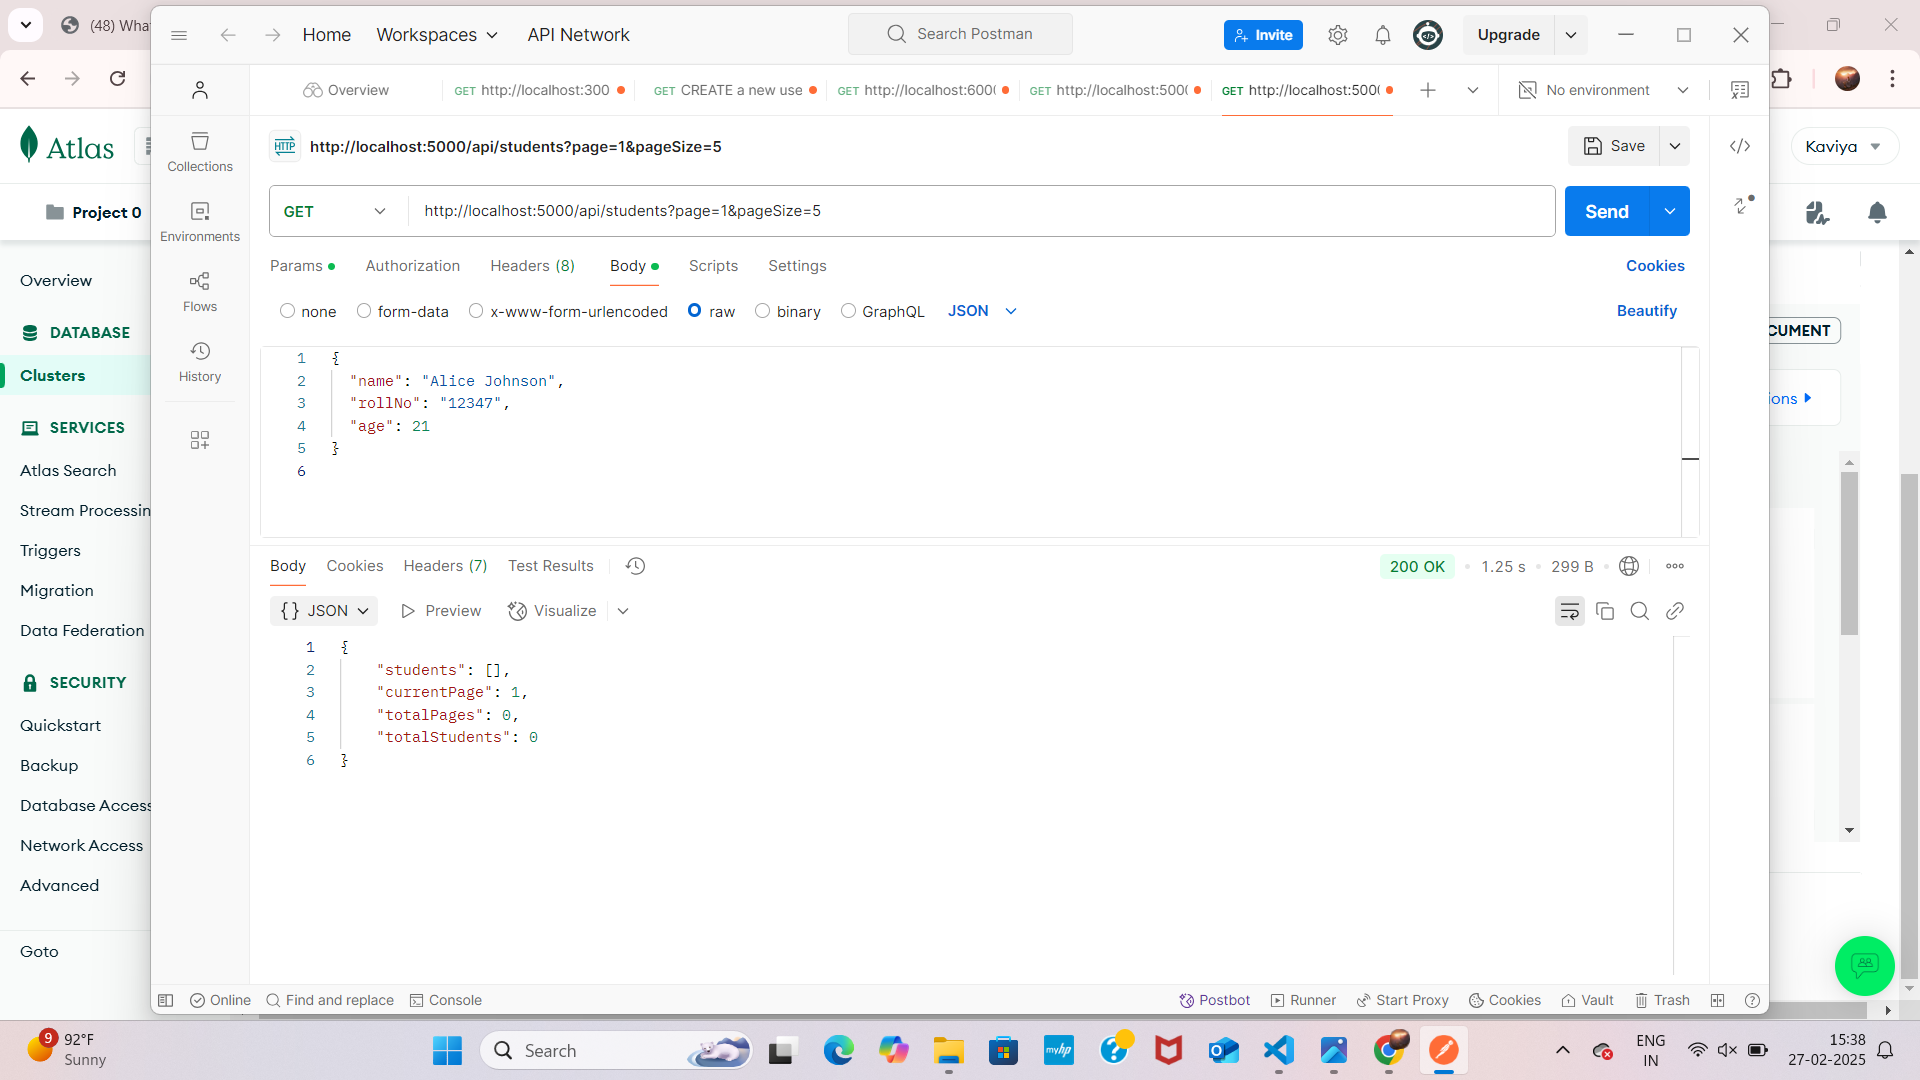 (48) Wha
Home
Workspaces
API Network
Search Postman
Invite
Upgrade
Overview
GET http://localhost:300
GET CREATE a new use
GET http://localhost:600
GET http://localhost:500
GET http://localhost:500
No environment
HTTP
http://localhost:5000/api/students?page=1&pageSize=5
Save
GET
http://localhost:5000/api/students?page=1&pageSize=5
Send
Params
Authorization
Headers (8)
Body
Scripts
Settings
Cookies
none
form-data
x-www-form-urlencoded
raw
binary
GraphQL
JSON
Beautify
1 {
2 "name": "Alice Johnson",
3 "rollNo": "12347",
4 "age": 21
5 }
6
Body
Cookies
Headers (7)
Test Results
200 OK
1.25 s
299 B
{} JSON
Preview
Visualize
1 {
2 "students": [],
3 "currentPage": 1,
4 "totalPages": 0,
5 "totalStudents": 0
6 }
Collections
Environments
Flows
History
Online
Find and replace
Console
Postbot
Runner
Start Proxy
Cookies
Vault
Trash
Atlas
Project 0
Overview
DATABASE
Clusters
SERVICES
Atlas Search
Stream Processin
Triggers
Migration
Data Federation
SECURITY
Quickstart
Backup
Database Access
Network Access
Advanced
Goto
Kaviya
CUMENT
ions
9
92°F
Sunny
Search
myhp
ENG
IN
15:38
27-02-2025